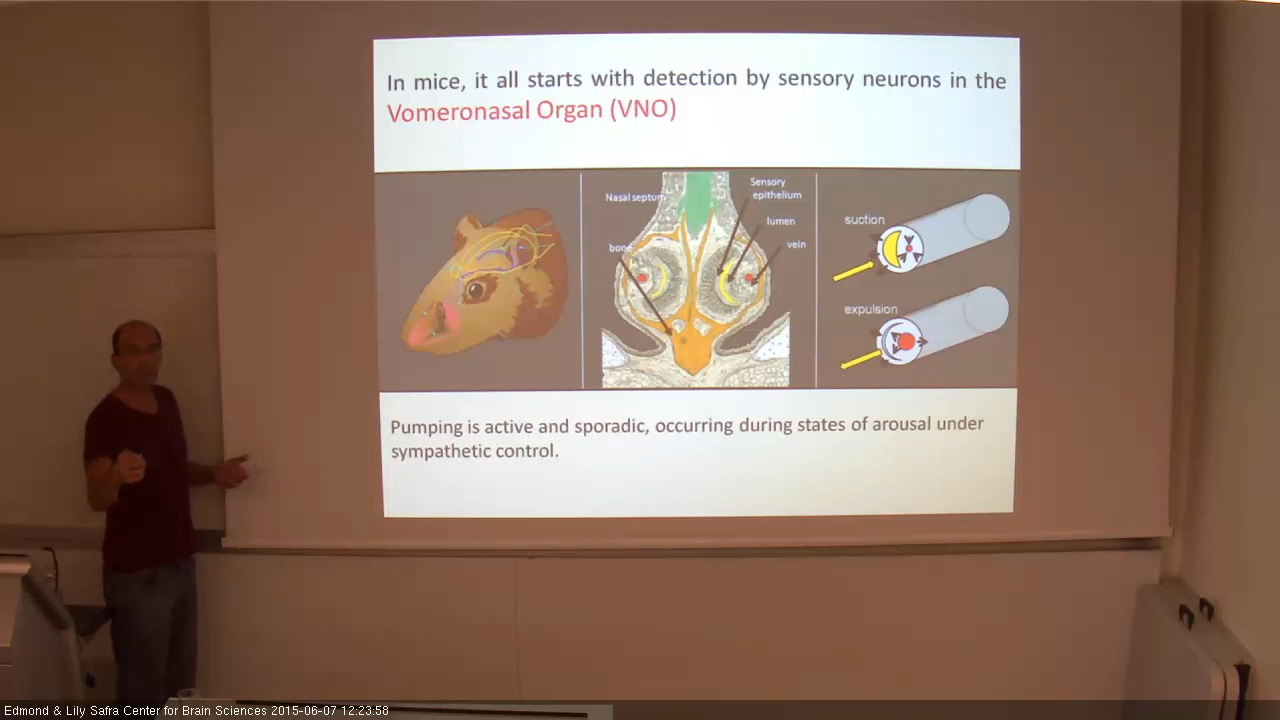 In mice, it all starts with detection by sensory neurons in the
Vomeronasal Organ (VNO)
Nasal septum
bone
Sensory
epithelium
lumen
vein
suction
expulsion
Pumping is active and sporadic, occurring during states of arousal under
sympathetic control.
Edmond & Lily Safra Center for Brain Sciences 2015-06-07 12:23:58